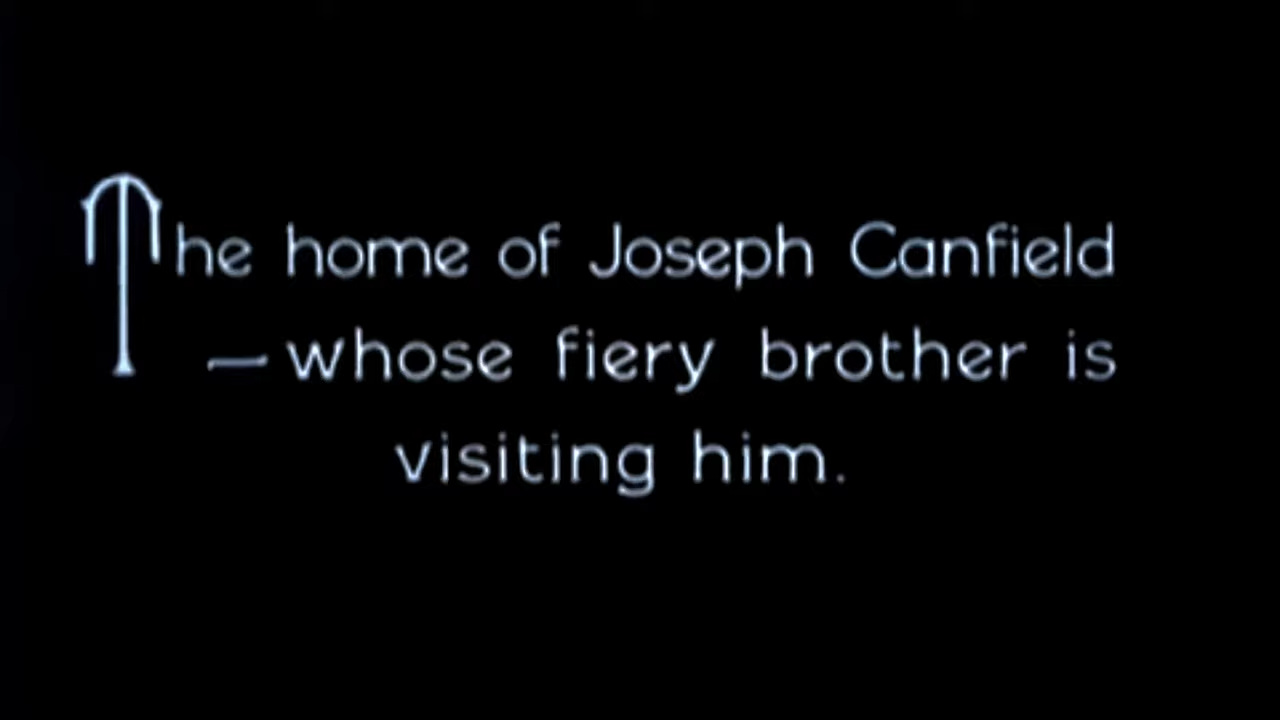 The home of Joseph Canfield
—whose fiery brother is
visiting him.